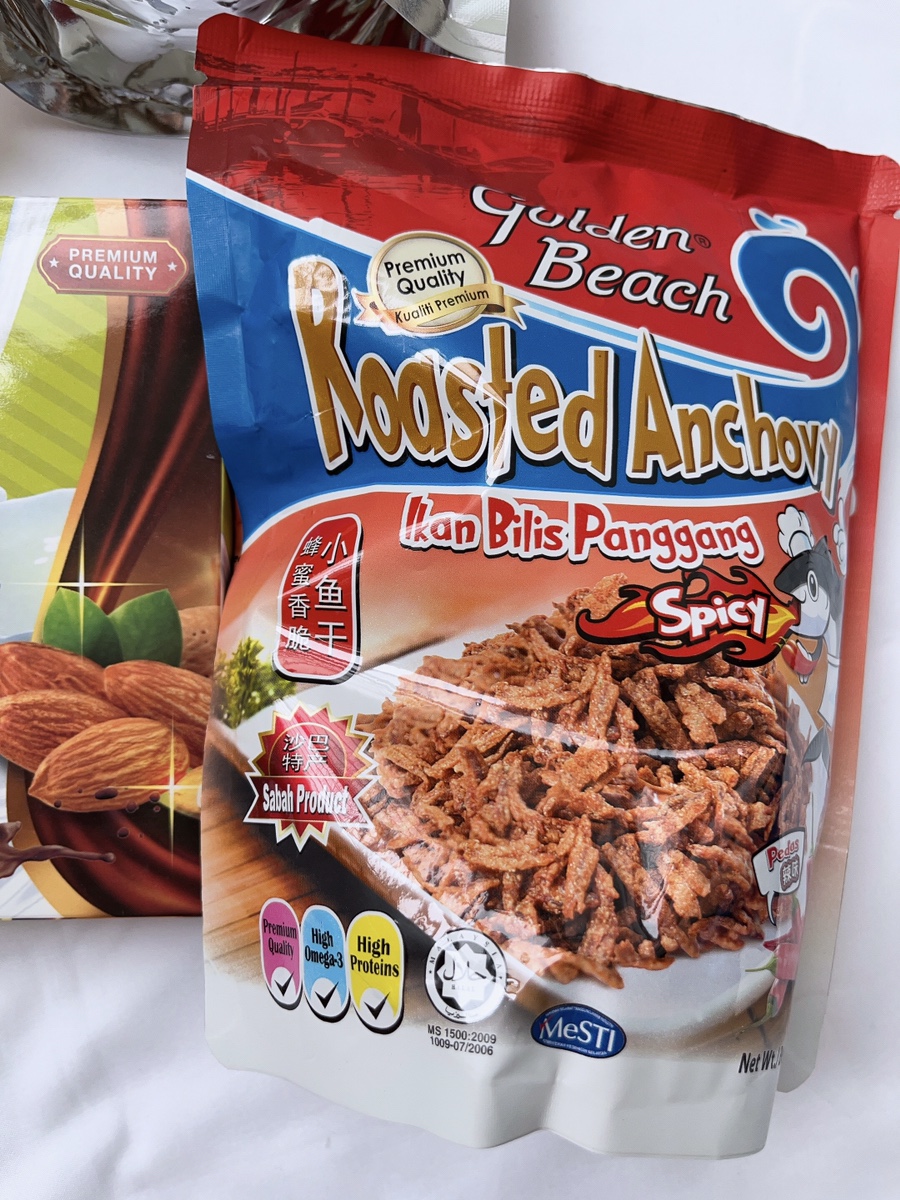 PREMIUM
QUALITY
Golden®
Beach
Premium
Quality
Kualiti Premium
Roasted Anchovy
Ikan Bilis Panggang
Spicy
小鱼干
蜂蜜香脆
沙巴
特产
Sabah Product
Pedas
辣味
Premium
Quality
High
Omega-3
High
Proteins
MS 1500:2009
1009-07/2006
MeSTI
Net Wt.